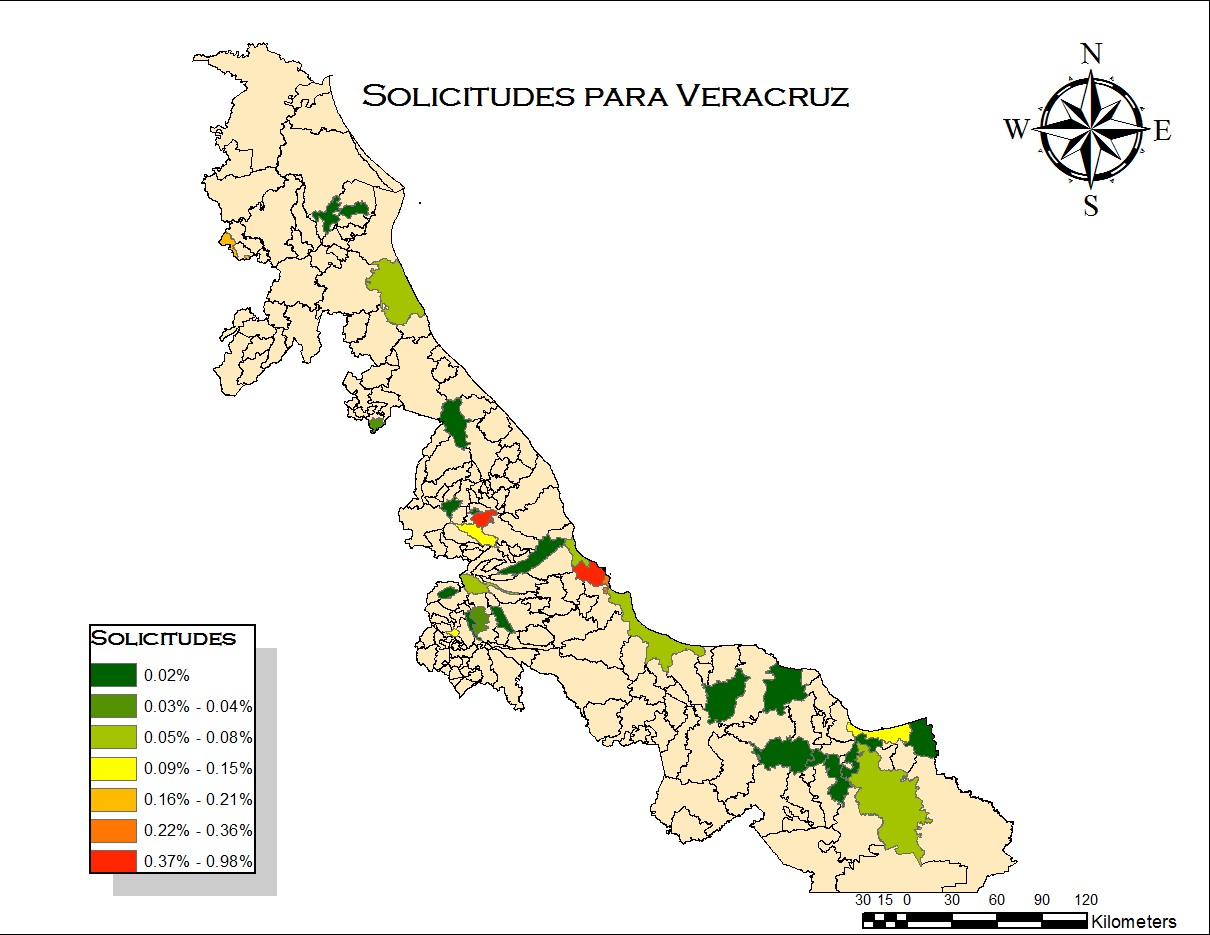 SOLICITUDES PARA VERACRUZ
N
W E
S
SOLICITUDES
0.02%
0.03% - 0.04%
0.05% - 0.08%
0.09% - 0.15%
0.16% - 0.21%
0.22% - 0.36%
0.37% - 0.98%
30 15 0 30 60 90 120
Kilometers